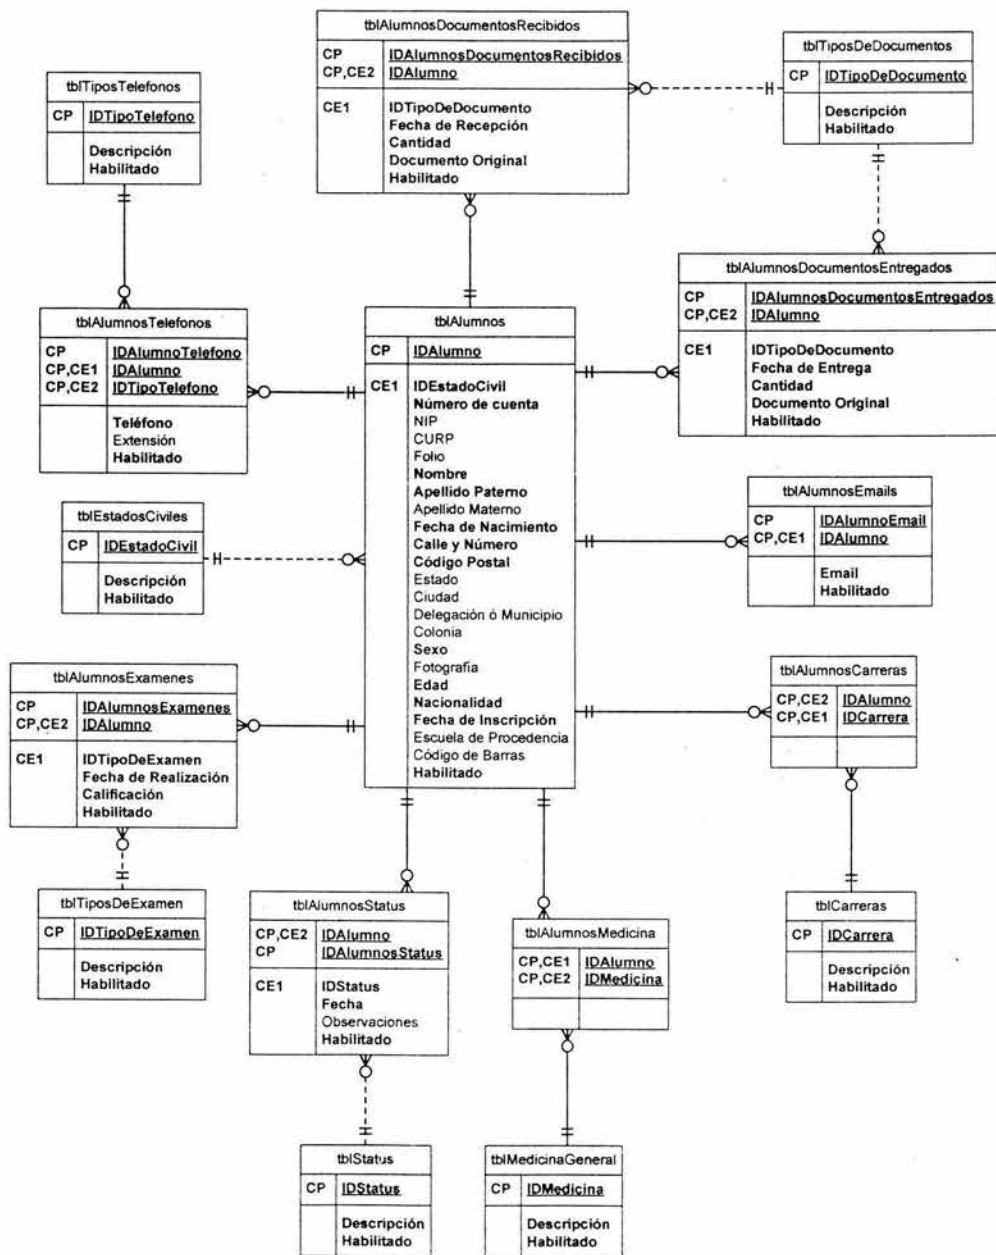 tblAlumnosDocumentosRecibidos
CP IDAlumnosDocumentosRecibidos
CP,CE2 IDAlumno
CE1 IDTipoDeDocumento
Fecha de Recepción
Cantidad
Documento Original
Habilitado
tblTiposDeDocumentos
CP IDTipoDeDocumento
Descripción
Habilitado
tblTiposTelefonos
CP IDTipoTelefono
Descripción
Habilitado
tblAlumnosDocumentosEntregados
CP IDAlumnosDocumentosEntregados
CP,CE2 IDAlumno
CE1 IDTipoDeDocumento
Fecha de Entrega
Cantidad
Documento Original
Habilitado
tblAlumnosTelefonos
CP IDAlumnoTelefono
CP,CE1 IDAlumno
CP,CE2 IDTipoTelefono
Teléfono
Extensión
Habilitado
tblAlumnos
CP IDAlumno
CE1 IDEstadoCivil
Número de cuenta
NIP
CURP
Folio
Nombre
Apellido Paterno
Apellido Materno
Fecha de Nacimiento
Calle y Número
Código Postal
Estado
Ciudad
Delegación ó Municipio
Colonia
Sexo
Fotografía
Edad
Nacionalidad
Fecha de Inscripción
Escuela de Procedencia
Código de Barras
Habilitado
tblAlumnosEmails
CP IDAlumnoEmail
CP,CE1 IDAlumno
Email
Habilitado
tblEstadosCiviles
CP IDEstadoCivil
Descripción
Habilitado
tblAlumnosExamenes
CP IDAlumnosExamenes
CP,CE2 IDAlumno
CE1 IDTipoDeExamen
Fecha de Realización
Calificación
Habilitado
tblAlumnosCarreras
CP,CE2 IDAlumno
CP,CE1 IDCarrera
tblTiposDeExamen
CP IDTipoDeExamen
Descripción
Habilitado
tblAlumnosStatus
CP,CE2 IDAlumno
CP IDAlumnosStatus
CE1 IDStatus
Fecha
Observaciones
Habilitado
tblAlumnosMedicina
CP,CE1 IDAlumno
CP,CE2 IDMedicina
tblCarreras
CP IDCarrera
Descripción
Habilitado
tblStatus
CP IDStatus
Descripción
Habilitado
tblMedicinaGeneral
CP IDMedicina
Descripción
Habilitado